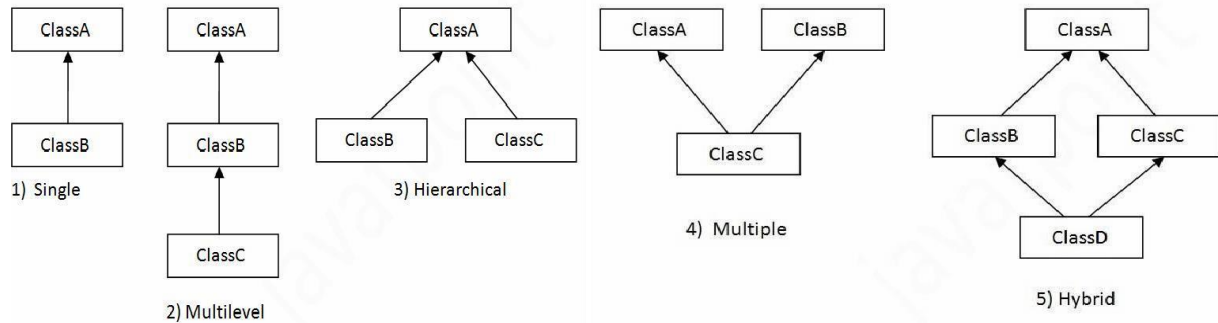 ClassA
ClassB
1) Single
ClassA
ClassB
ClassC
2) Multilevel
ClassA
ClassB
ClassC
3) Hierarchical
ClassA
ClassB
ClassC
4) Multiple
ClassA
ClassB
ClassC
ClassD
5) Hybrid